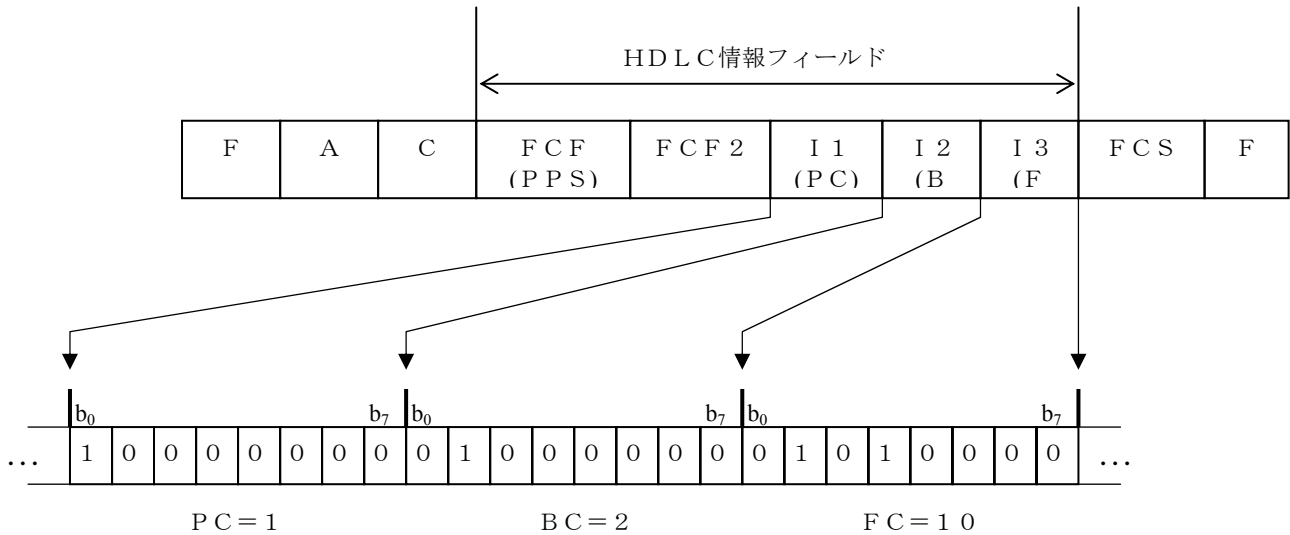 HDLC情報フィールド
F A C FCF FCF2 I1 I2 I3 FCS F
(PPS) (PC) (B (F
b₀ b₇ b₀ b₇ b₀ b₇
… 1 0 0 0 0 0 0 0 0 1 0 0 0 0 0 0 0 1 0 1 0 0 0 0 …
PC=1 BC=2 FC=10